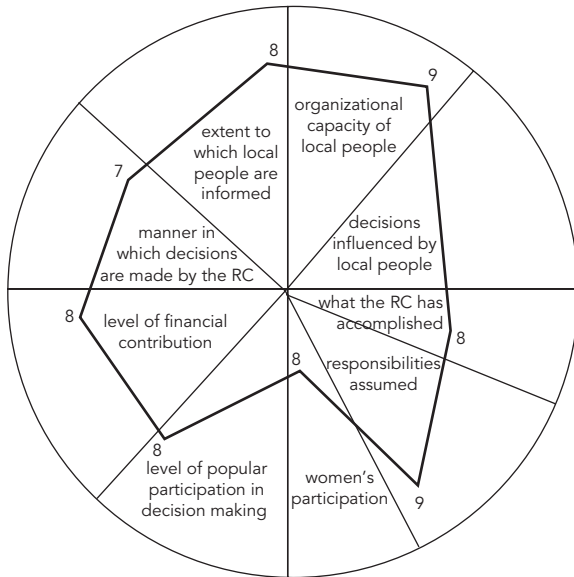 8
9
organizational
capacity of
local people
extent to
which local
people are
informed
7
decisions
influenced by
local people
manner in
which decisions
are made by the RC
what the RC has
accomplished
8
8
level of financial
contribution
responsibilities
assumed
8
8
level of popular
participation in
decision making
women's
participation
9